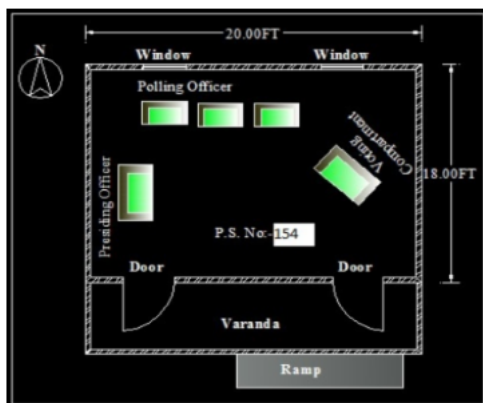 20.00FT
N
Window
Window
Polling Officer
Voting
Compartment
18.00FT
Presiding Officer
P.S. No:-154
Door
Door
Varanda
Ramp